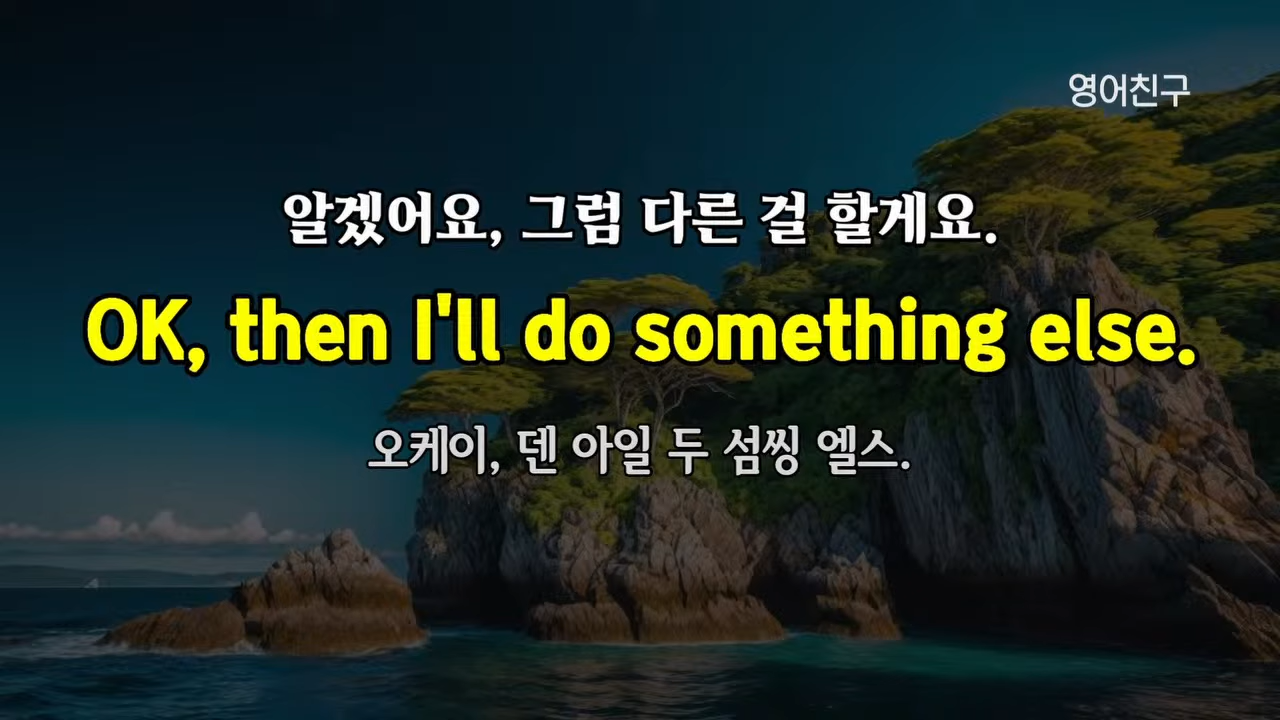 영어친구
알겠어요, 그럼 다른 걸 할게요.
OK, then I'll do something else.
오케이, 덴 아일 두 섬씽 엘스.